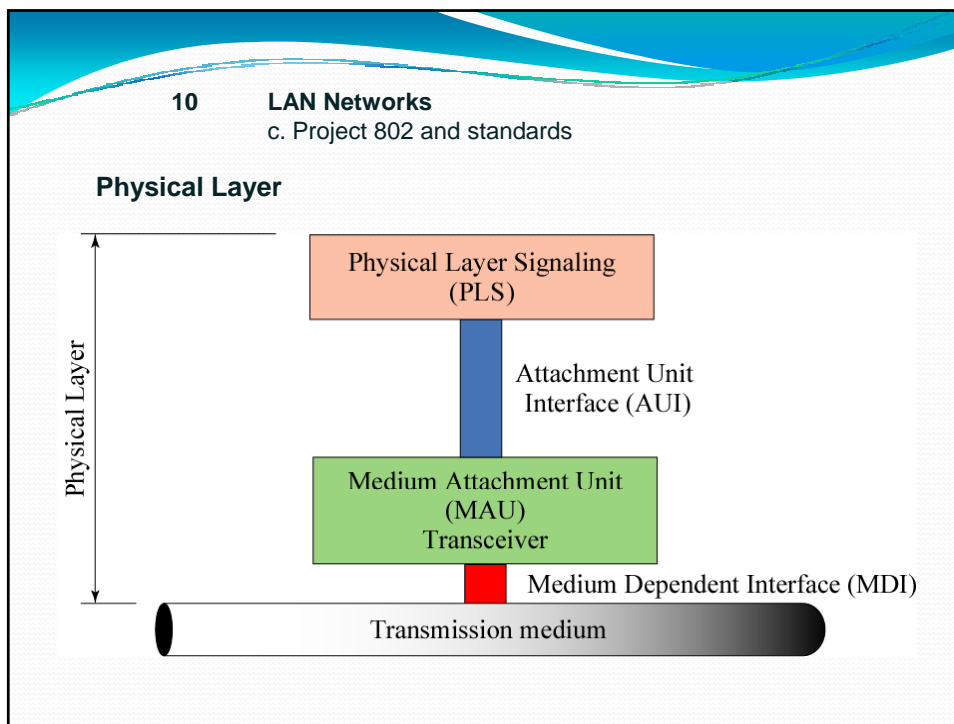 10 LAN Networks
c. Project 802 and standards
Physical Layer
Physical Layer
Physical Layer Signaling
(PLS)
Attachment Unit
Interface (AUI)
Medium Attachment Unit
(MAU)
Transceiver
Medium Dependent Interface (MDI)
Transmission medium